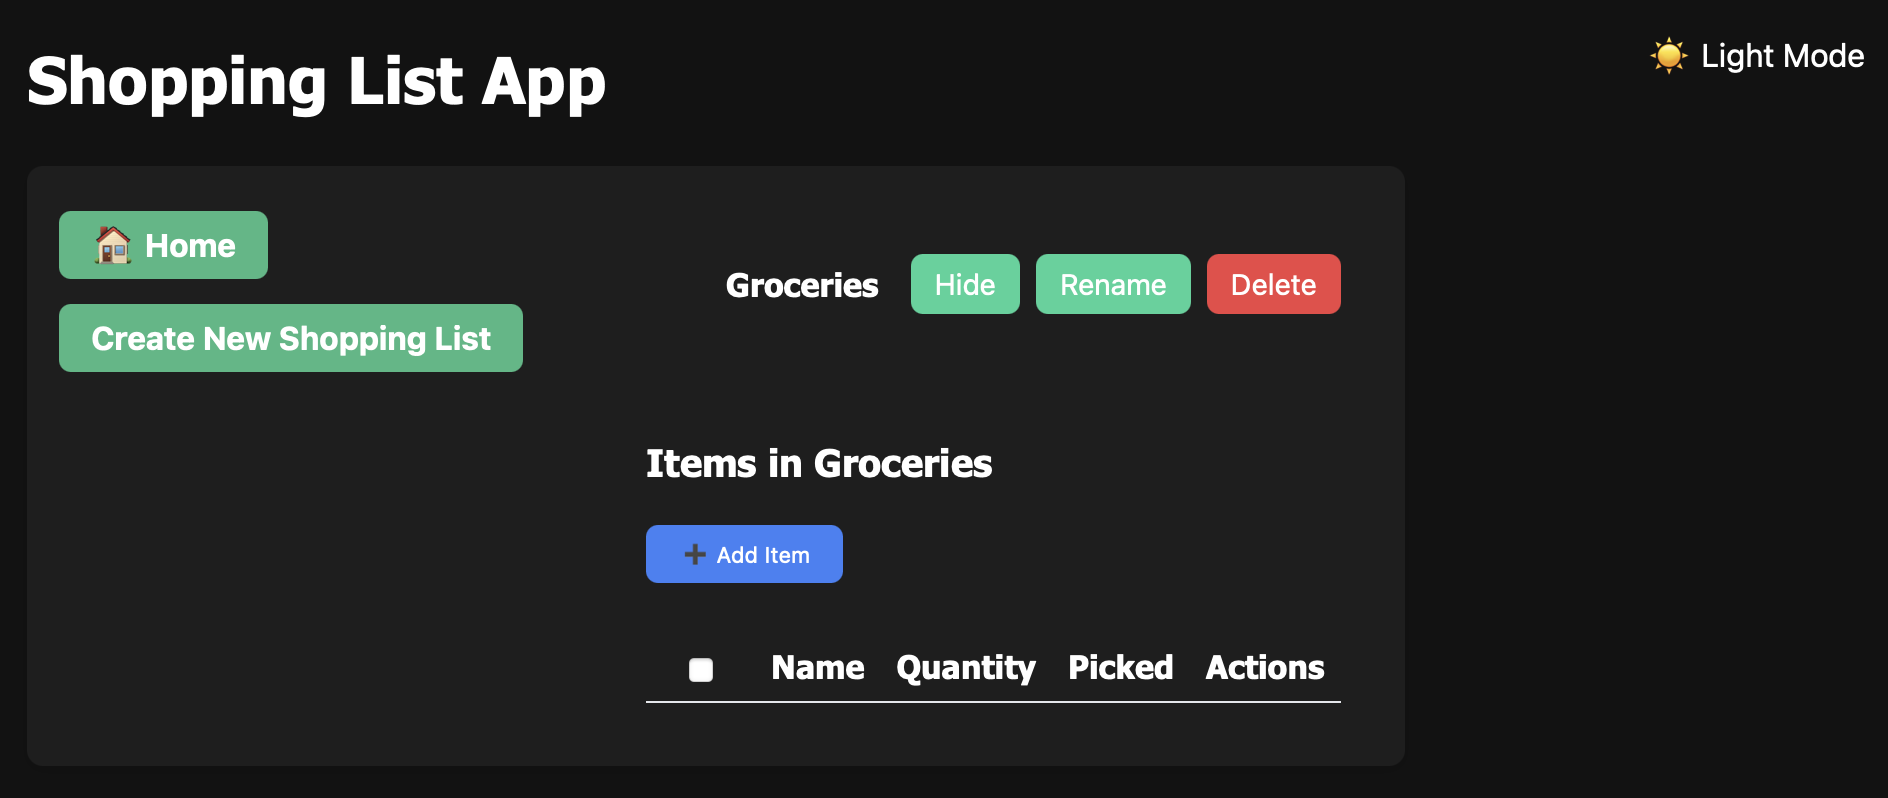 Shopping List App
Light Mode
Home
Create New Shopping List
Groceries Hide Rename Delete
Items in Groceries
Add Item
Name Quantity Picked Actions